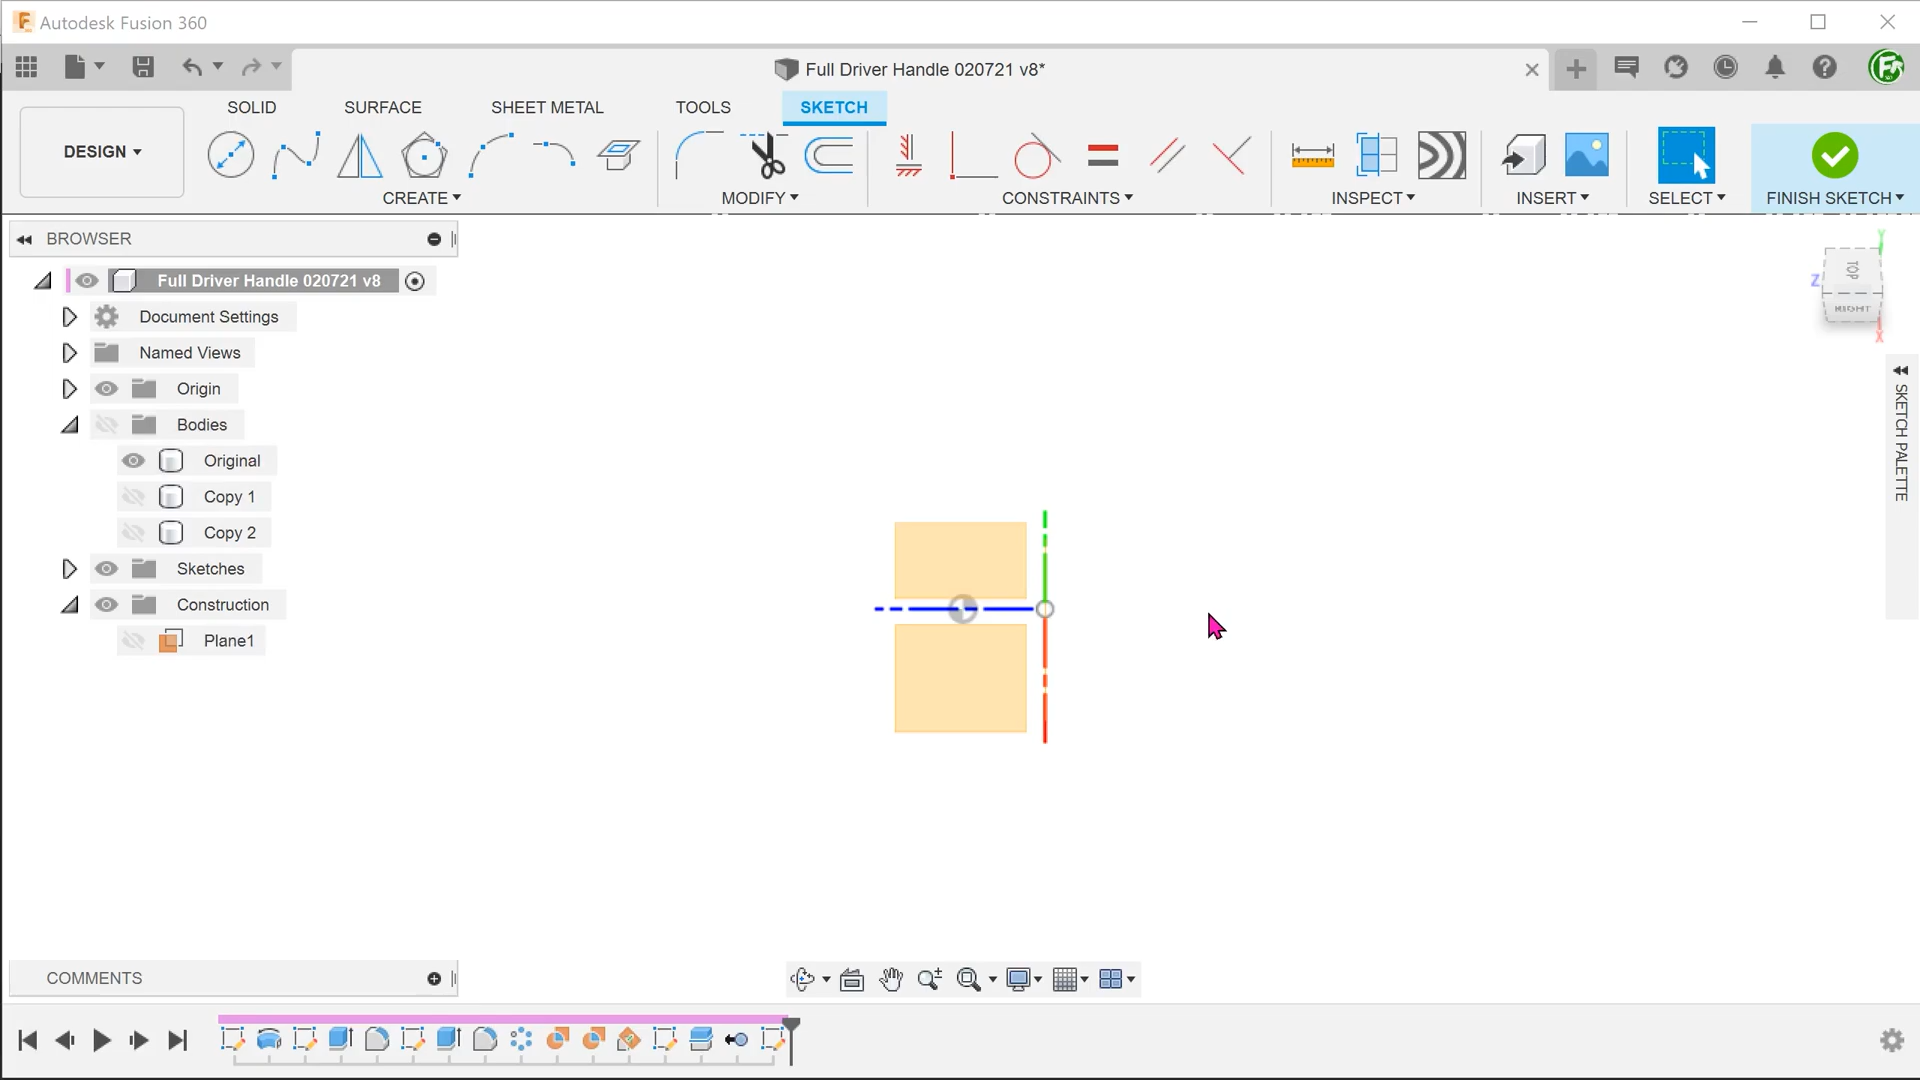 Autodesk Fusion 360
Full Driver Handle 020721 v8*
SOLID SURFACE SHEET METAL TOOLS SKETCH
DESIGN
CREATE MODIFY CONSTRAINTS INSPECT INSERT SELECT FINISH SKETCH
BROWSER
Full Driver Handle 020721 v8
Document Settings
Named Views
Origin
Bodies
Original
Copy 1
Copy 2
Sketches
Construction
Plane1
Y
TOP
Z
RIGHT
X
SKETCH PALETTE
COMMENTS